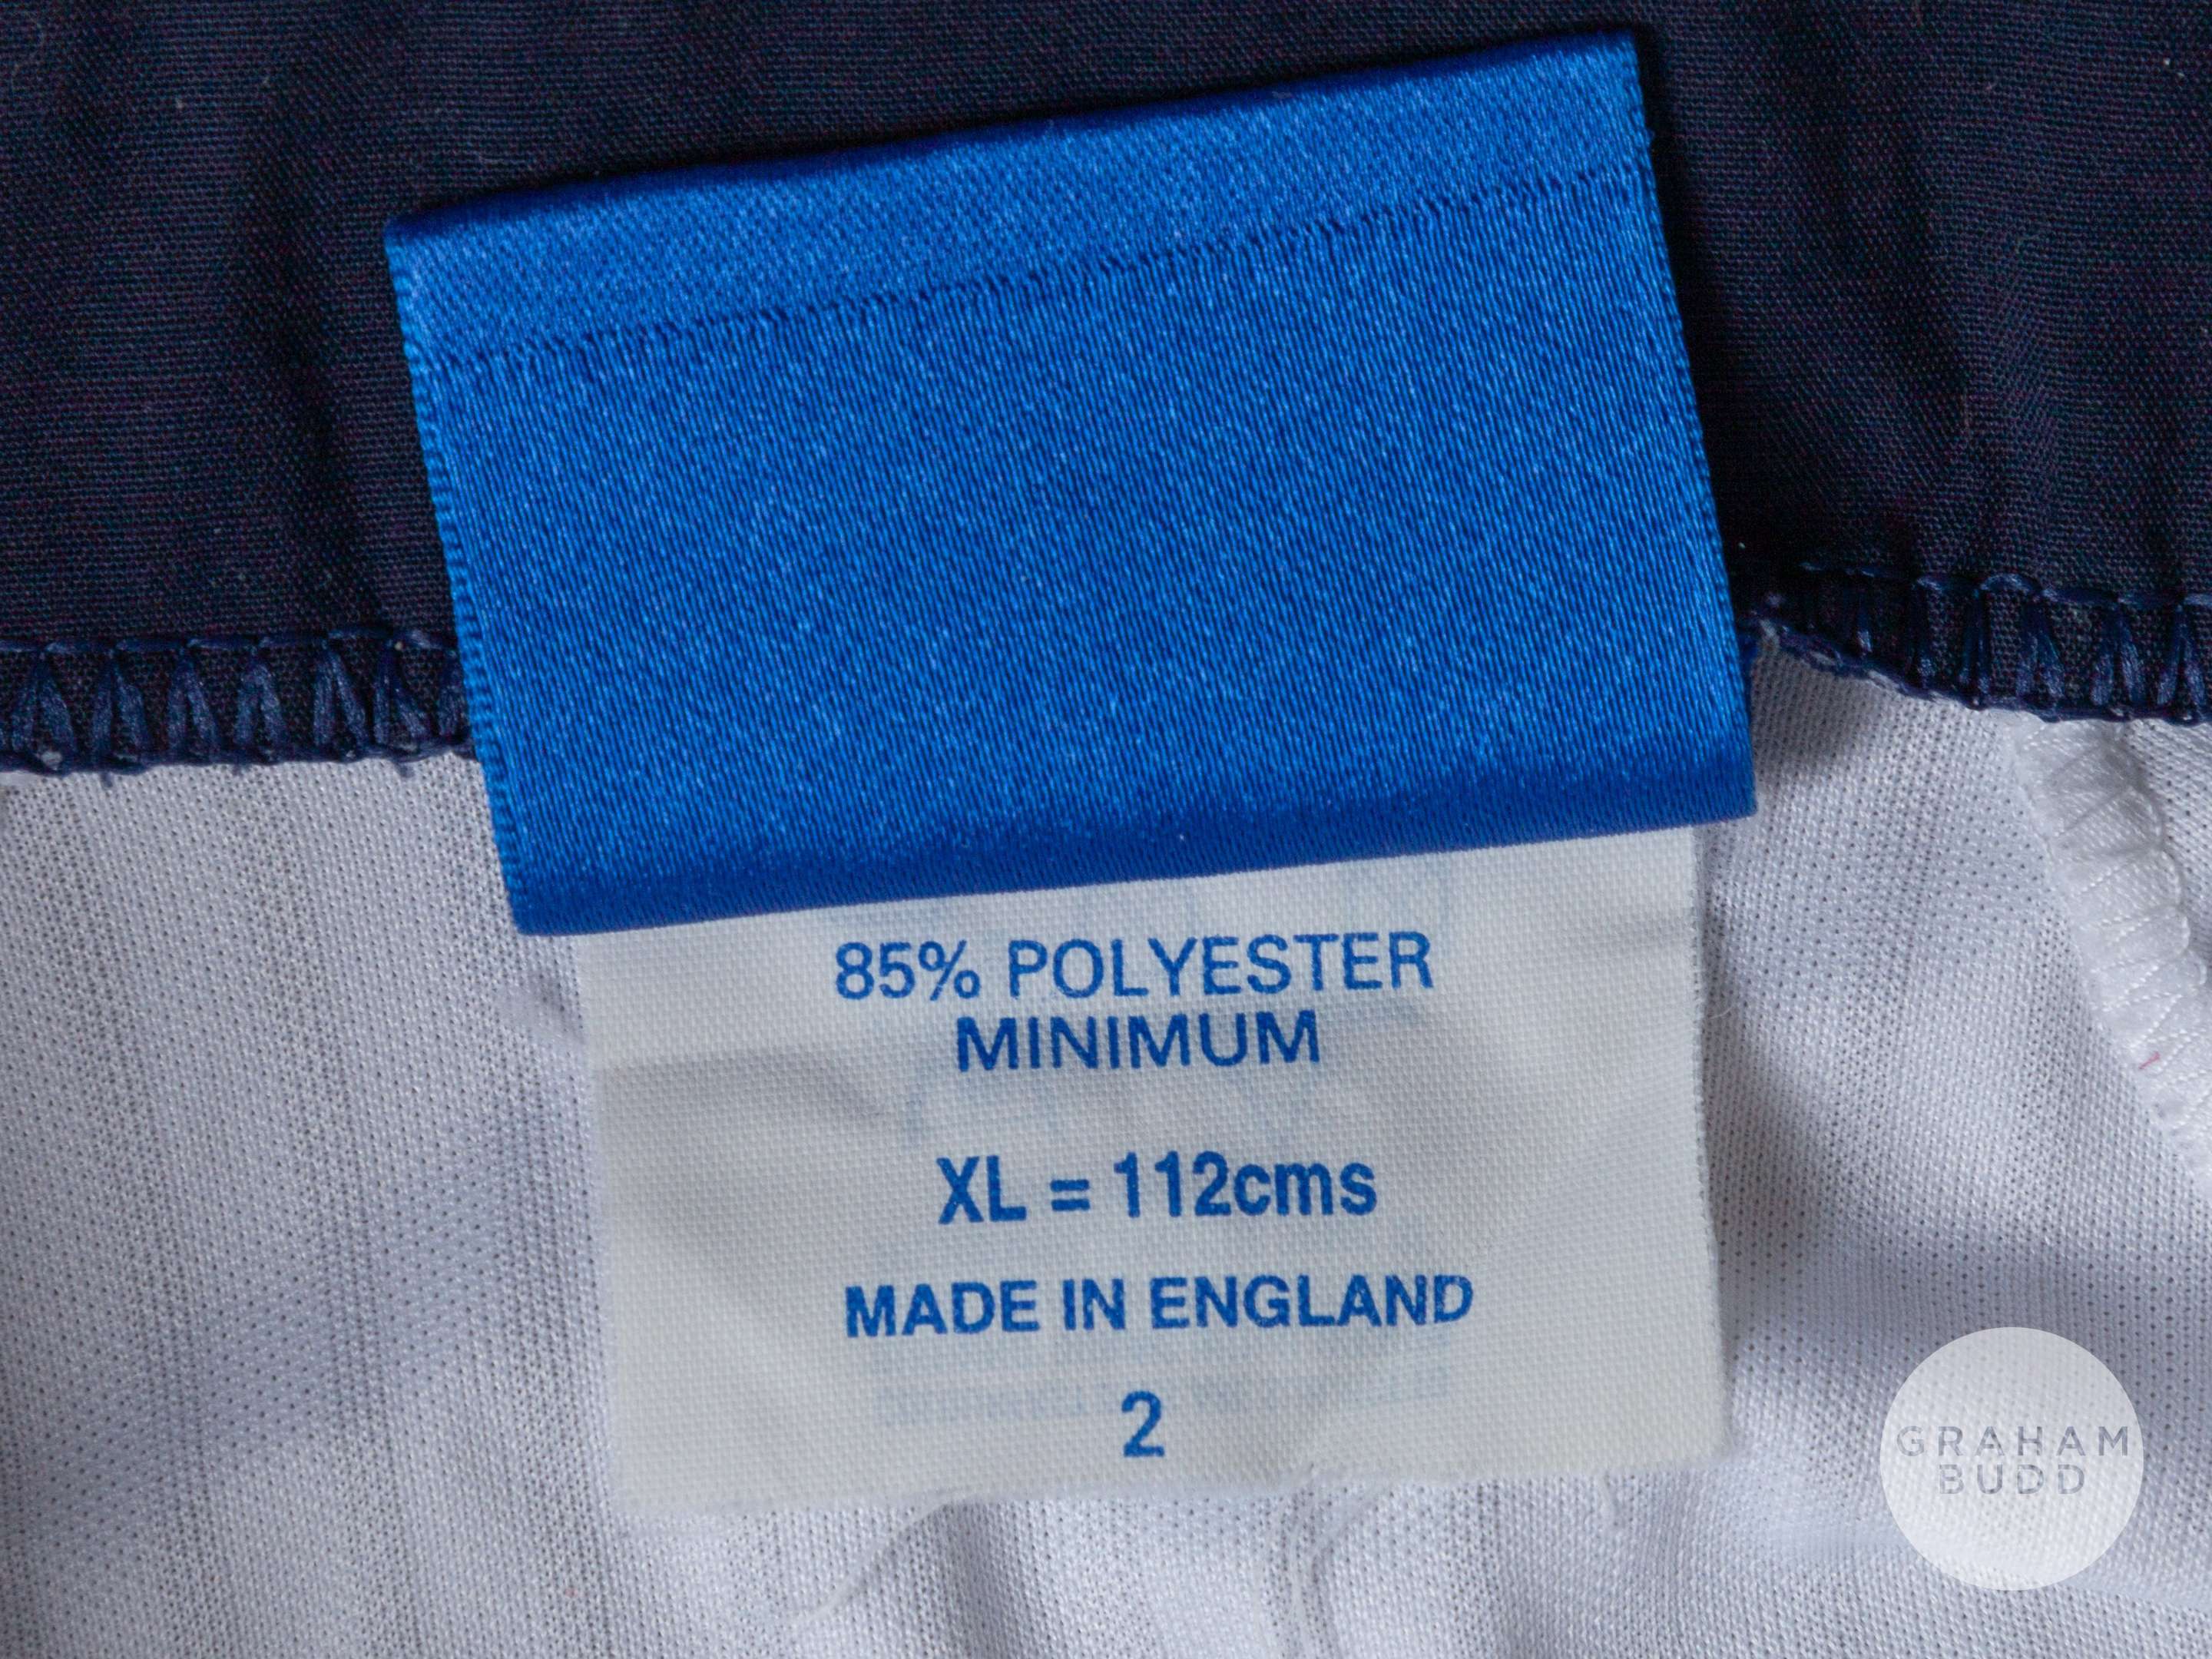 85% POLYESTER
MINIMUM
XL = 112cms
MADE IN ENGLAND
2
GRAHAM
BUDD